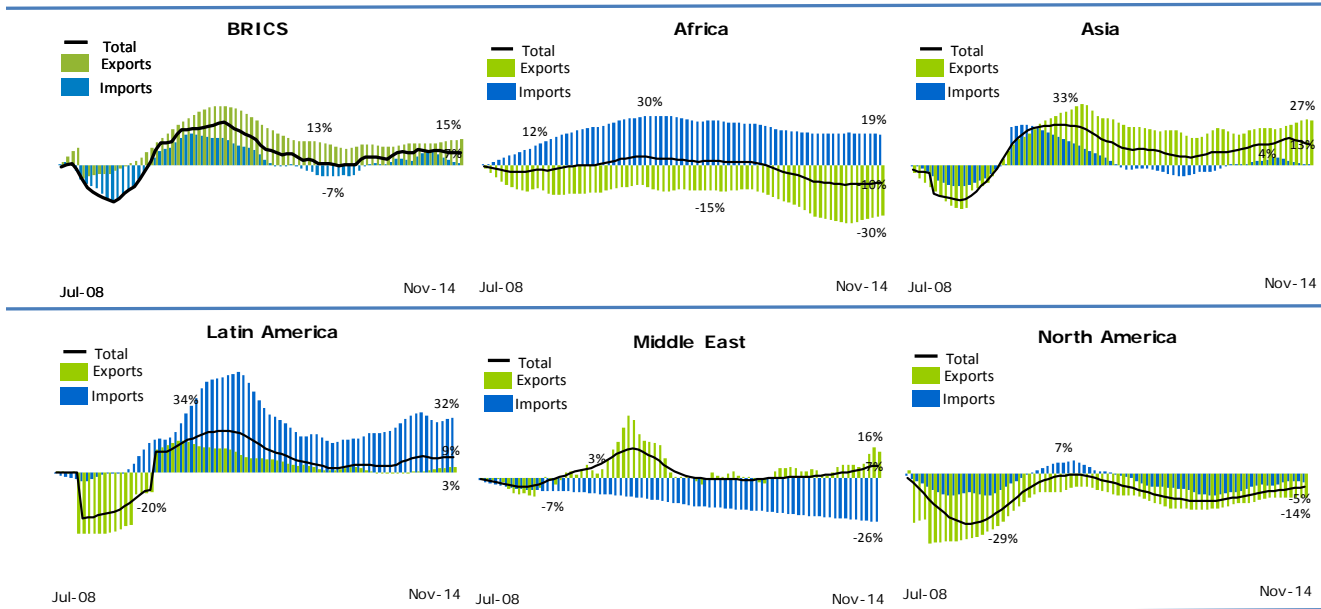 BRICS
Total
Exports
Imports
13%
15%
7%
-7%
Jul-08
Nov-14
Africa
Total
Exports
Imports
12%
30%
19%
-10%
-15%
-30%
Jul-08
Nov-14
Asia
Total
Exports
Imports
33%
27%
13%
4%
Jul-08
Nov-14
Latin America
Total
Exports
Imports
34%
32%
9%
3%
-20%
Jul-08
Nov-14
Middle East
Total
Exports
Imports
3%
16%
7%
-7%
-26%
Jul-08
Nov-14
North America
Total
Exports
Imports
7%
-5%
-14%
-29%
Jul-08
Nov-14